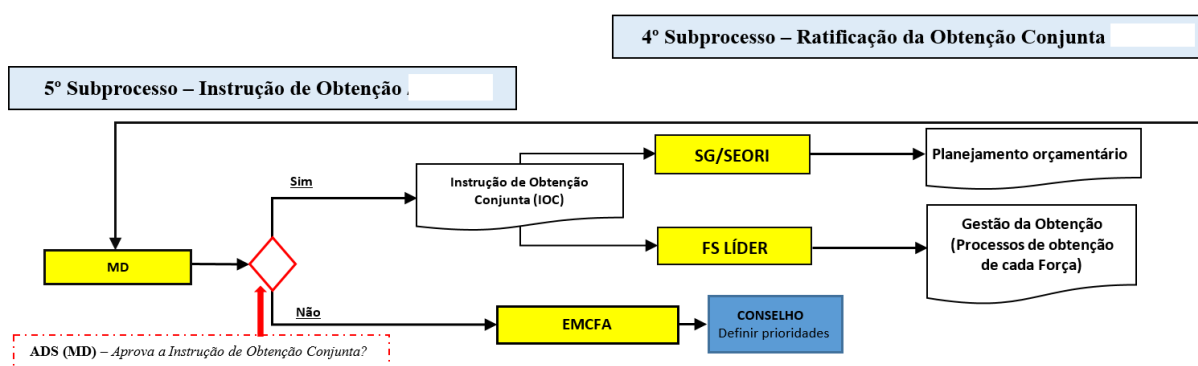 4º Subprocesso – Ratificação da Obtenção Conjunta
5º Subprocesso – Instrução de Obtenção
SG/SEORI
Planejamento orçamentário
Sim
Instrução de Obtenção
Conjunta (IOC)
Gestão da Obtenção
(Processos de obtenção
de cada Força)
FS LÍDER
MD
Não
EMCFA
CONSELHO
Definir prioridades
ADS (MD) – Aprova a Instrução de Obtenção Conjunta?